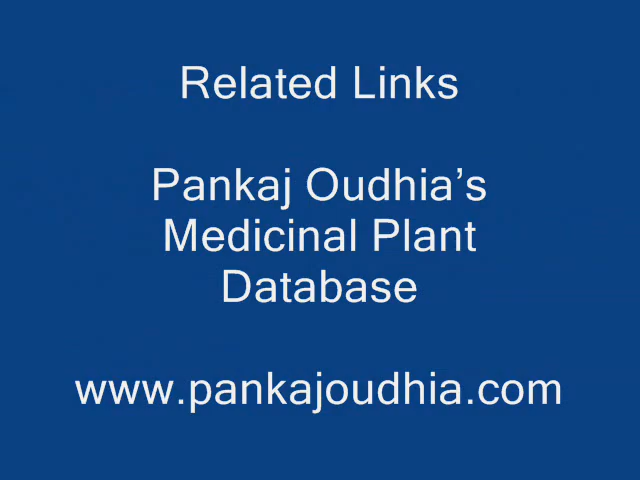 Related Links
Pankaj Oudhia’s
Medicinal Plant
Database
www.pankajoudhia.com